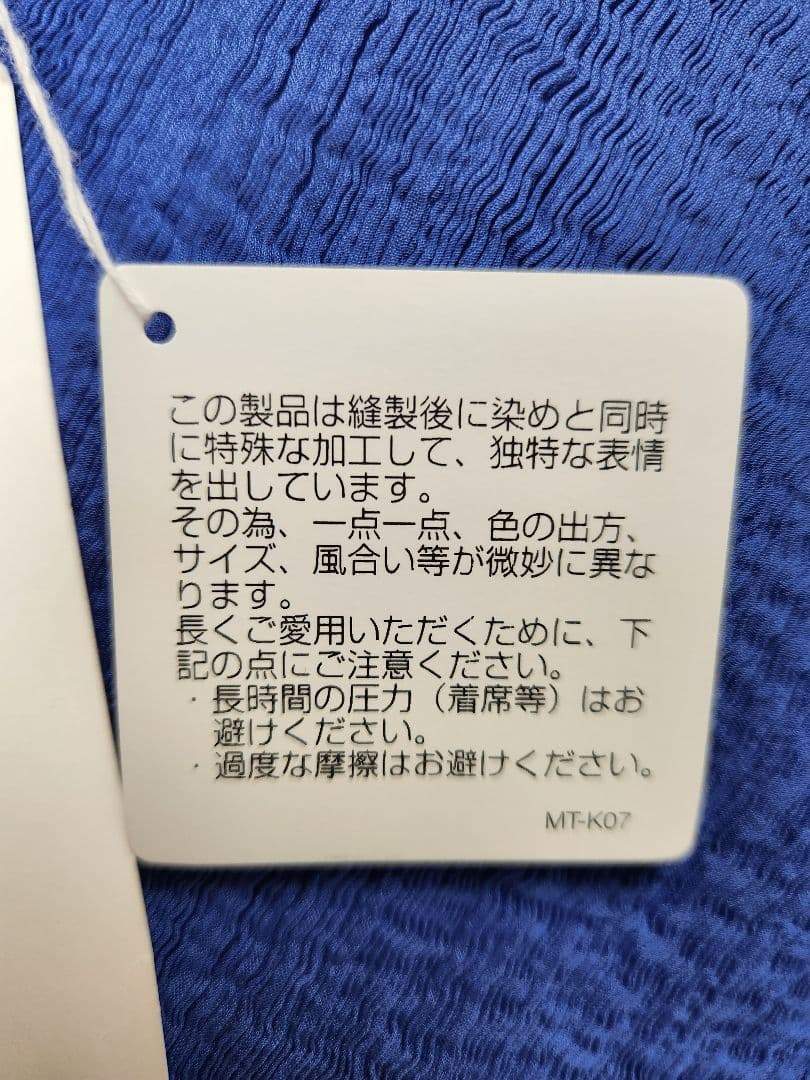 この製品は縫製後に染めと同時
に特殊な加工して、独特な表情
を出しています。
その為、一点一点、色の出方、
サイズ、風合い等が微妙に異な
ります。
長くご愛用いただくために、下
記の点にご注意ください。
・長時間の圧力（着席等）はお
避けください。
・過度な摩擦はお避けください。
MT-K07